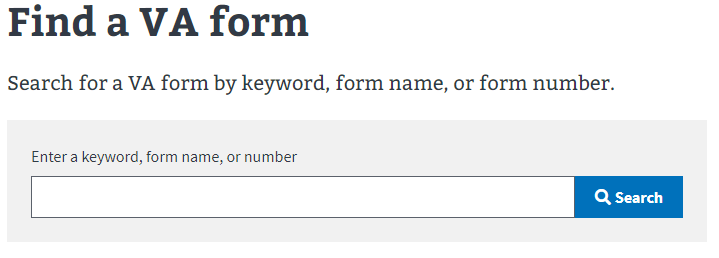 Find a VA form
Search for a VA form by keyword, form name, or form number.
Enter a keyword, form name, or number
Search